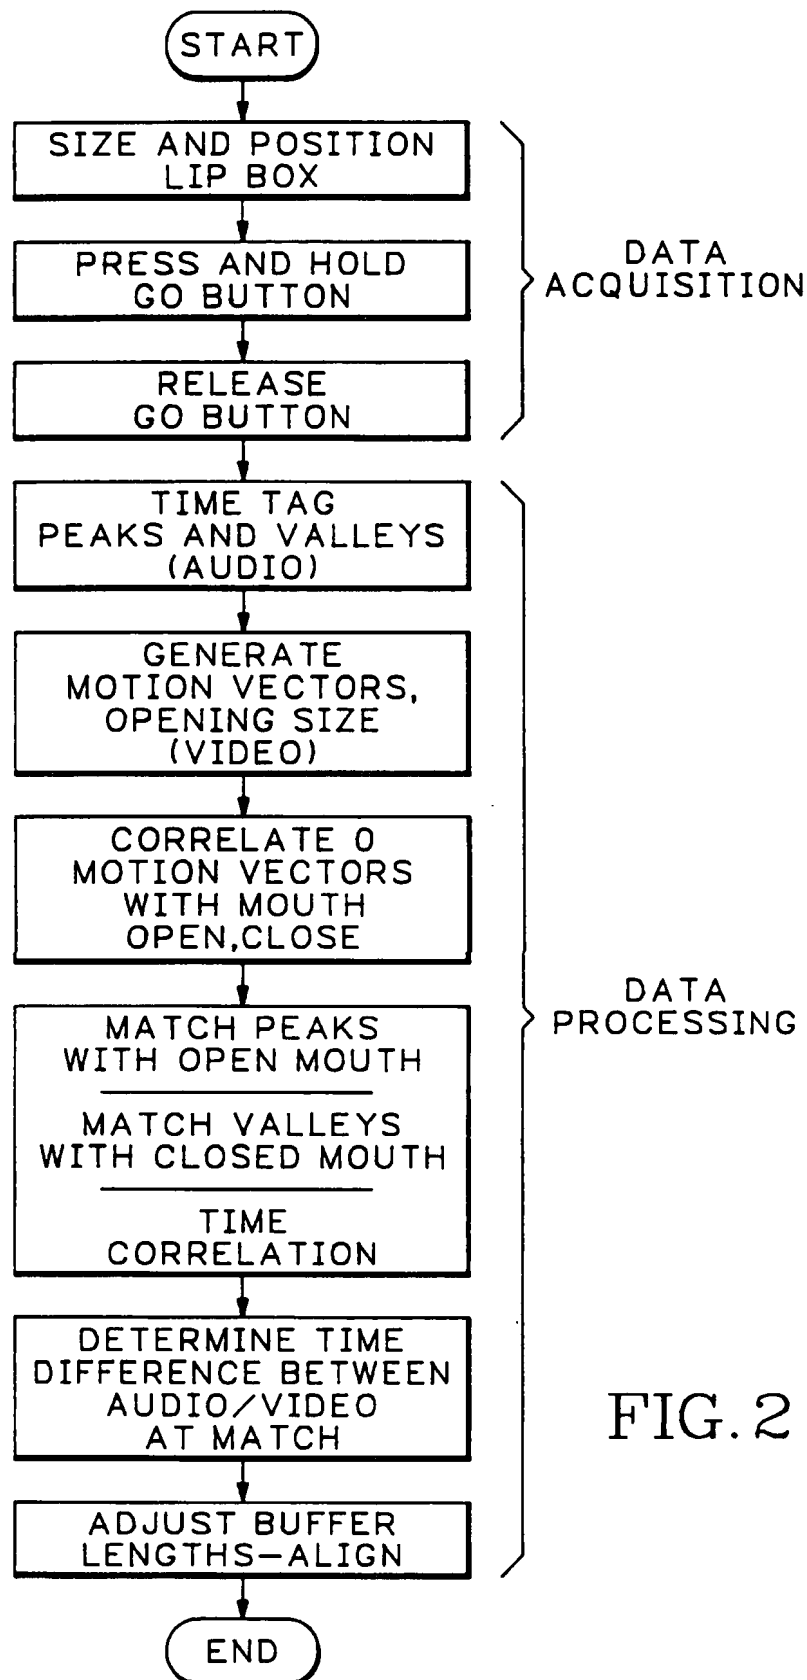 START
SIZE AND POSITION
LIP BOX
PRESS AND HOLD
GO BUTTON
RELEASE
GO BUTTON
DATA
ACQUISITION
TIME TAG
PEAKS AND VALLEYS
(AUDIO)
GENERATE
MOTION VECTORS,
OPENING SIZE
(VIDEO)
CORRELATE 0
MOTION VECTORS
WITH MOUTH
OPEN,CLOSE
MATCH PEAKS
WITH OPEN MOUTH
MATCH VALLEYS
WITH CLOSED MOUTH
TIME
CORRELATION
DETERMINE TIME
DIFFERENCE BETWEEN
AUDIO/VIDEO
AT MATCH
ADJUST BUFFER
LENGTHS-ALIGN
DATA
PROCESSING
END
FIG. 2